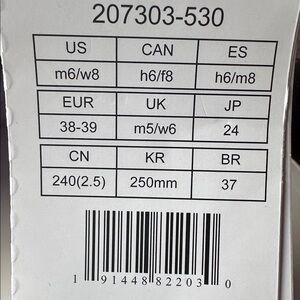 207303-530
US CAN ES
m6/w8 h6/f8 h6/m8
EUR UK JP
38-39 m5/w6 24
CN KR BR
240(2.5) 250mm 37
1 91448 82203 0